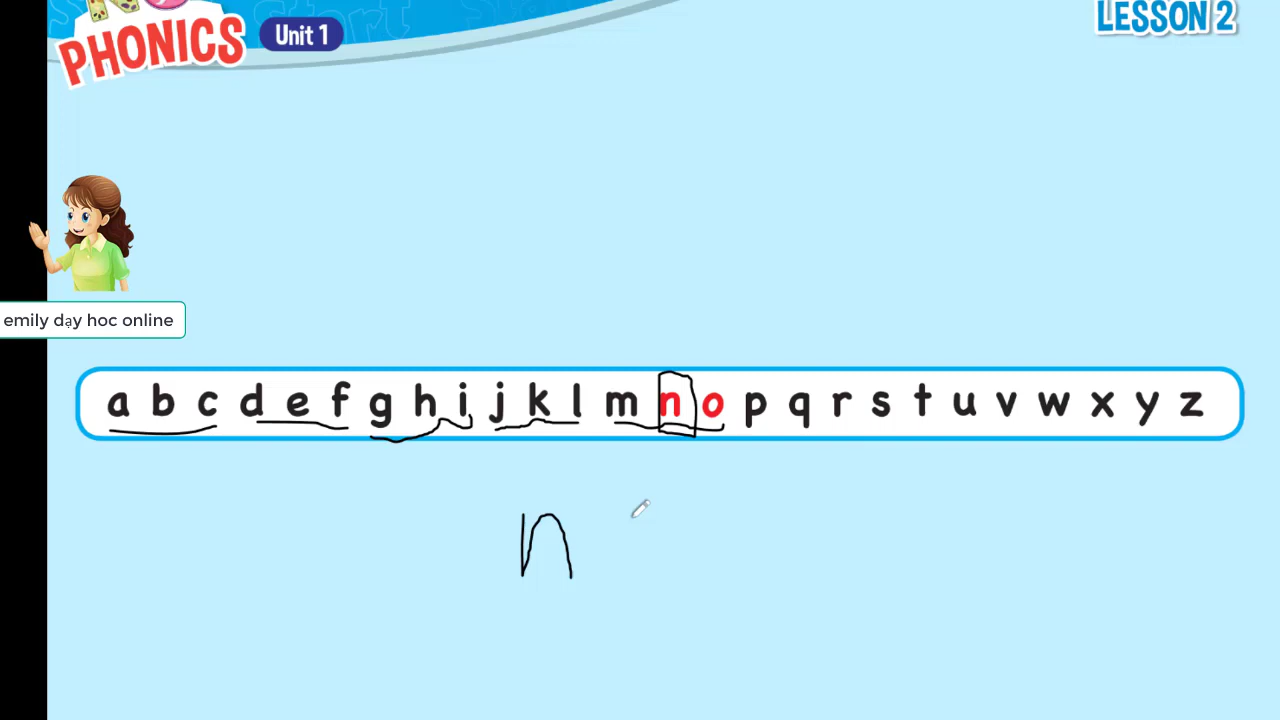 PHONICS
Unit 1
LESSON 2
emily dạy hoc online
a b c d e f g h i j k l m n o p q r s t u v w x y z
n